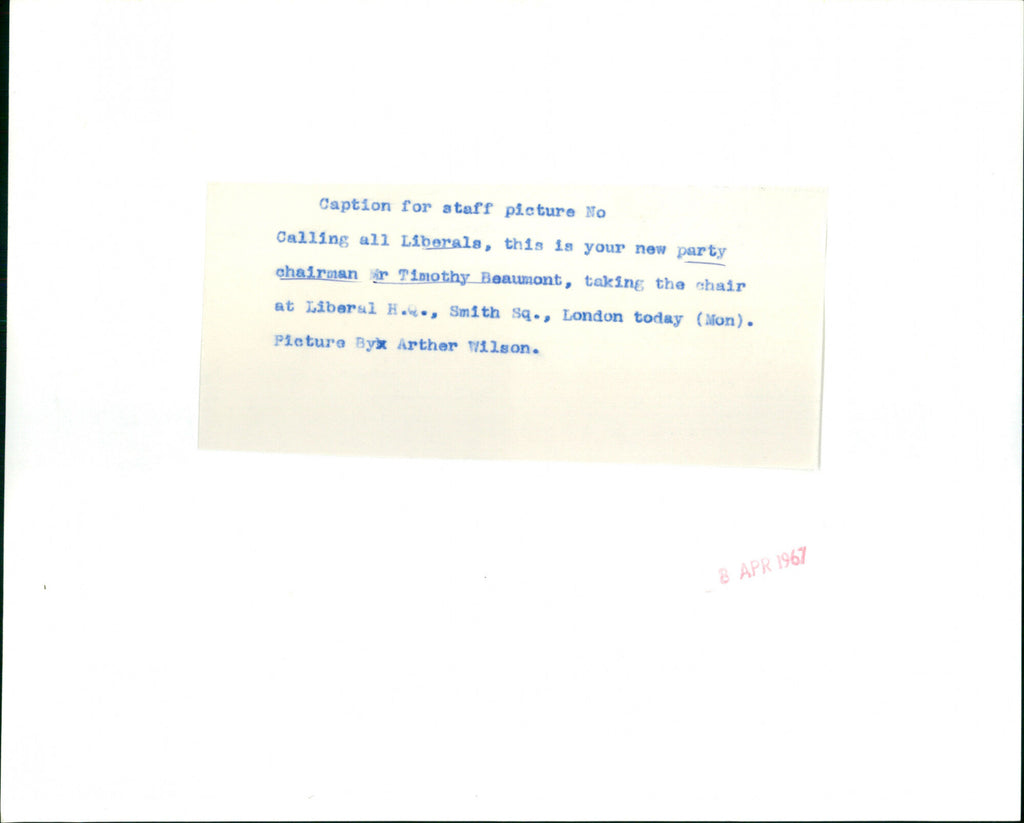 Caption for staff picture No
Calling all Liberals, this is your new party
chairman Mr Timothy Beaumont, taking the chair
at Liberal H.Q., Smith Sq., London today (Mon).
Picture Byx Arther Wilson.
8 APR 1967